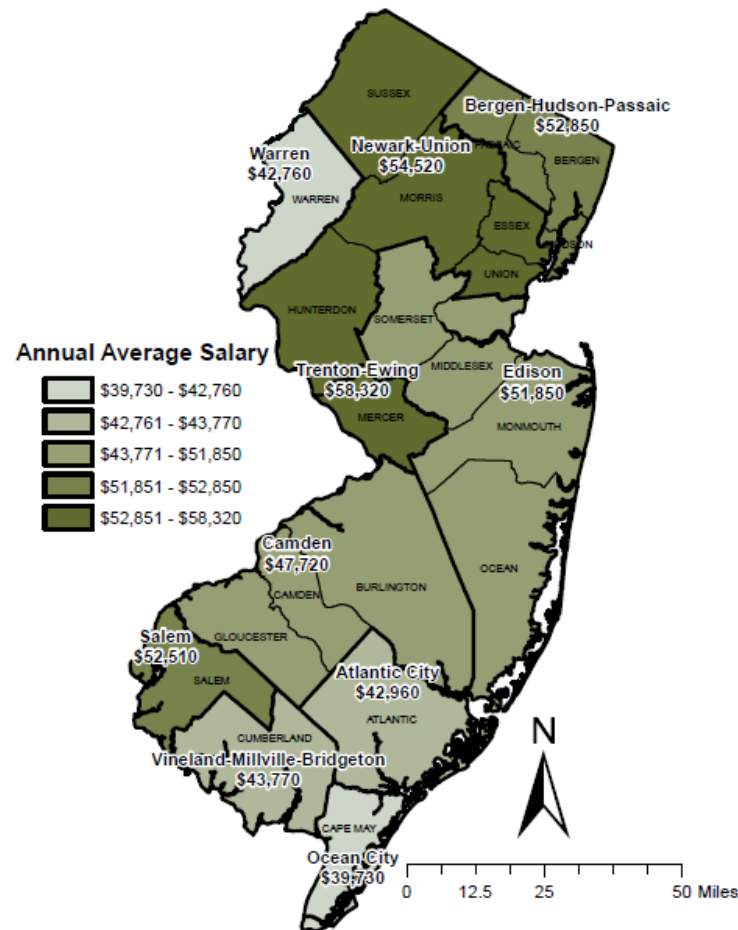 SUSSEX
Bergen-Hudson-Passaic
$52,850
Newark-Union
$54,520
PASSAIC
BERGEN
Warren
$42,760
WARREN
MORRIS
ESSEX
HUDSON
UNION
HUNTERDON
SOMERSET
Annual Average Salary
$39,730 - $42,760
$42,761 - $43,770
$43,771 - $51,850
$51,851 - $52,850
$52,851 - $58,320
Trenton-Ewing
$58,320
MERCER
MIDDLESEX
Edison
$51,850
MONMOUTH
OCEAN
Camden
$47,720
CAMDEN
BURLINGTON
GLOUCESTER
Salem
$52,510
SALEM
Atlantic City
$42,960
ATLANTIC
CUMBERLAND
Vineland-Millville-Bridgeton
$43,770
CAPE MAY
Ocean City
$39,730
N
0 12.5 25 50 Miles